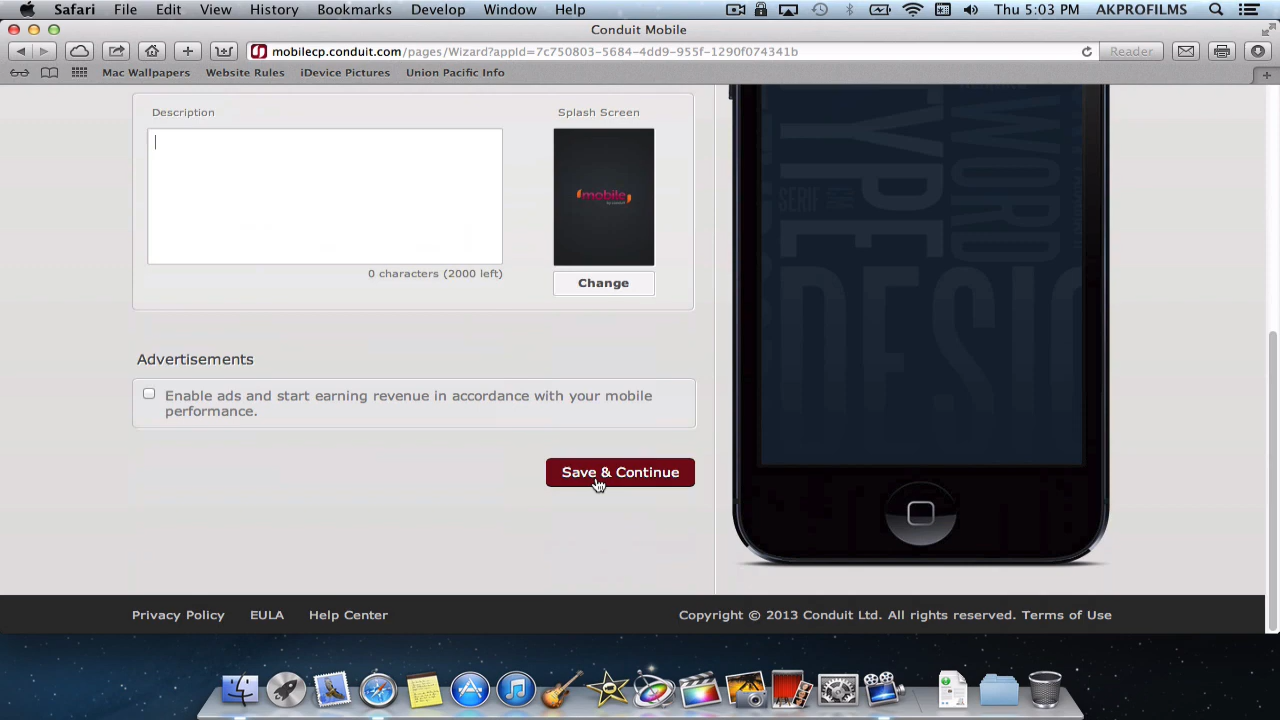 Safari File Edit View History Bookmarks Develop Window Help Thu 5:03 PM AKPROFILMS
Conduit Mobile
mobilecp.conduit.com/pages/Wizard?appId=7c750803-5684-4dd9-955f-1290f074341b Reader
Mac Wallpapers Website Rules iDevice Pictures Union Pacific Info
Description Splash Screen
mobile
0 characters (2000 left)
Change
TYPE
WORD
SERIF
DESIG
Advertisements
Enable ads and start earning revenue in accordance with your mobile
performance.
Save & Continue
Privacy Policy EULA Help Center Copyright © 2013 Conduit Ltd. All rights reserved. Terms of Use